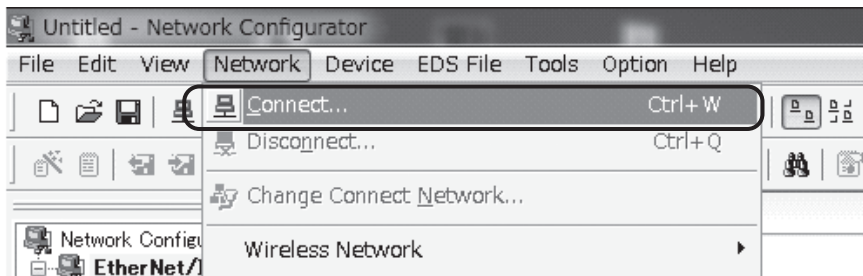 Untitled - Network Configurator
File Edit View Network Device EDS File Tools Option Help
Connect... Ctrl+W
Disconnect... Ctrl+Q
Change Connect Network...
Wireless Network
Network
EtherNet/